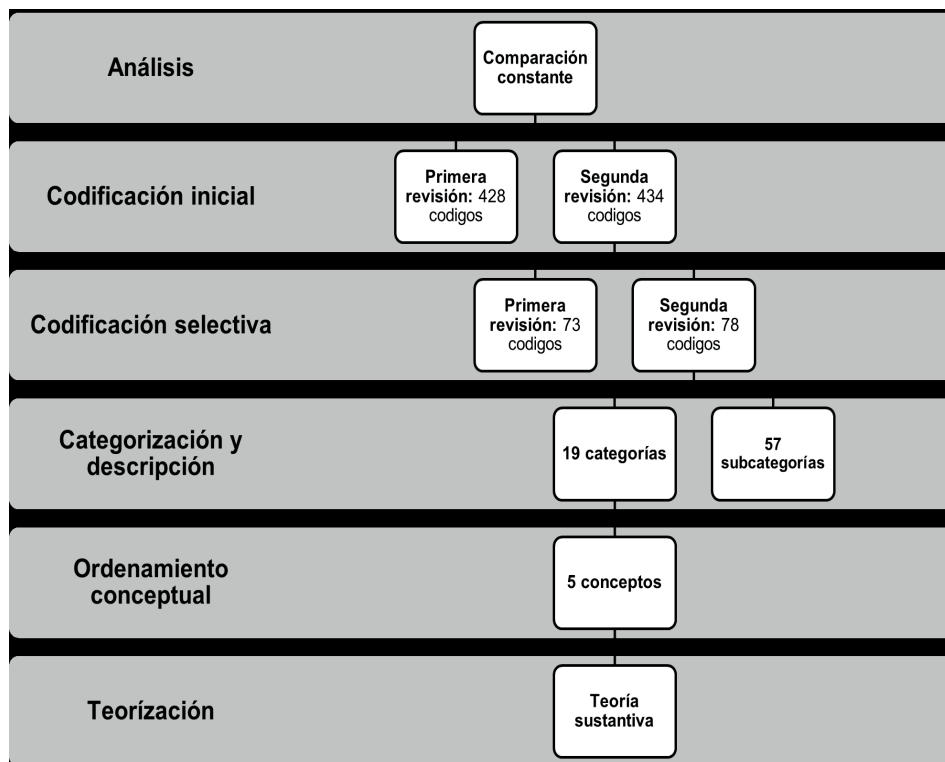 Análisis
Comparación
constante
Codificación inicial
Primera
revisión: 428
codigos
Segunda
revisión: 434
codigos
Codificación selectiva
Primera
revisión: 73
codigos
Segunda
revisión: 78
codigos
Categorización y
descripción
19 categorías
57
subcategorías
Ordenamiento
conceptual
5 conceptos
Teorízación
Teoría
sustantiva